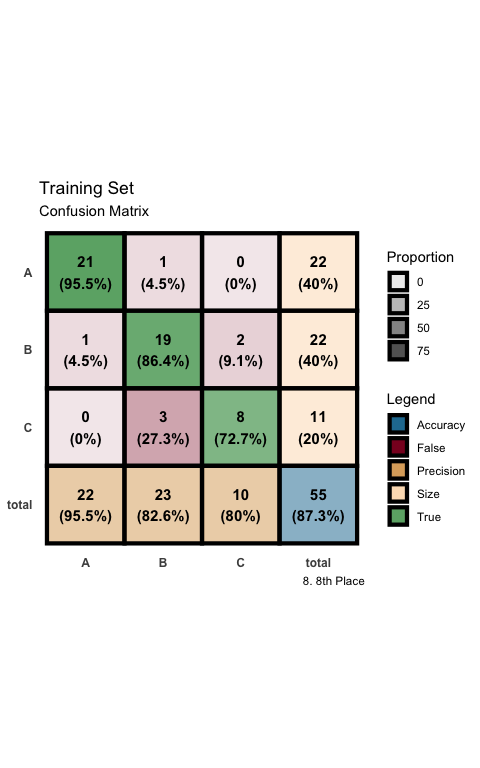 Training Set
Confusion Matrix
A
21
(95.5%)
1
(4.5%)
0
(0%)
22
(40%)
B
1
(4.5%)
19
(86.4%)
2
(9.1%)
22
(40%)
C
0
(0%)
3
(27.3%)
8
(72.7%)
11
(20%)
total
22
(95.5%)
23
(82.6%)
10
(80%)
55
(87.3%)
A
B
C
total
8. 8th Place
Proportion
0
25
50
75
Legend
Accuracy
False
Precision
Size
True